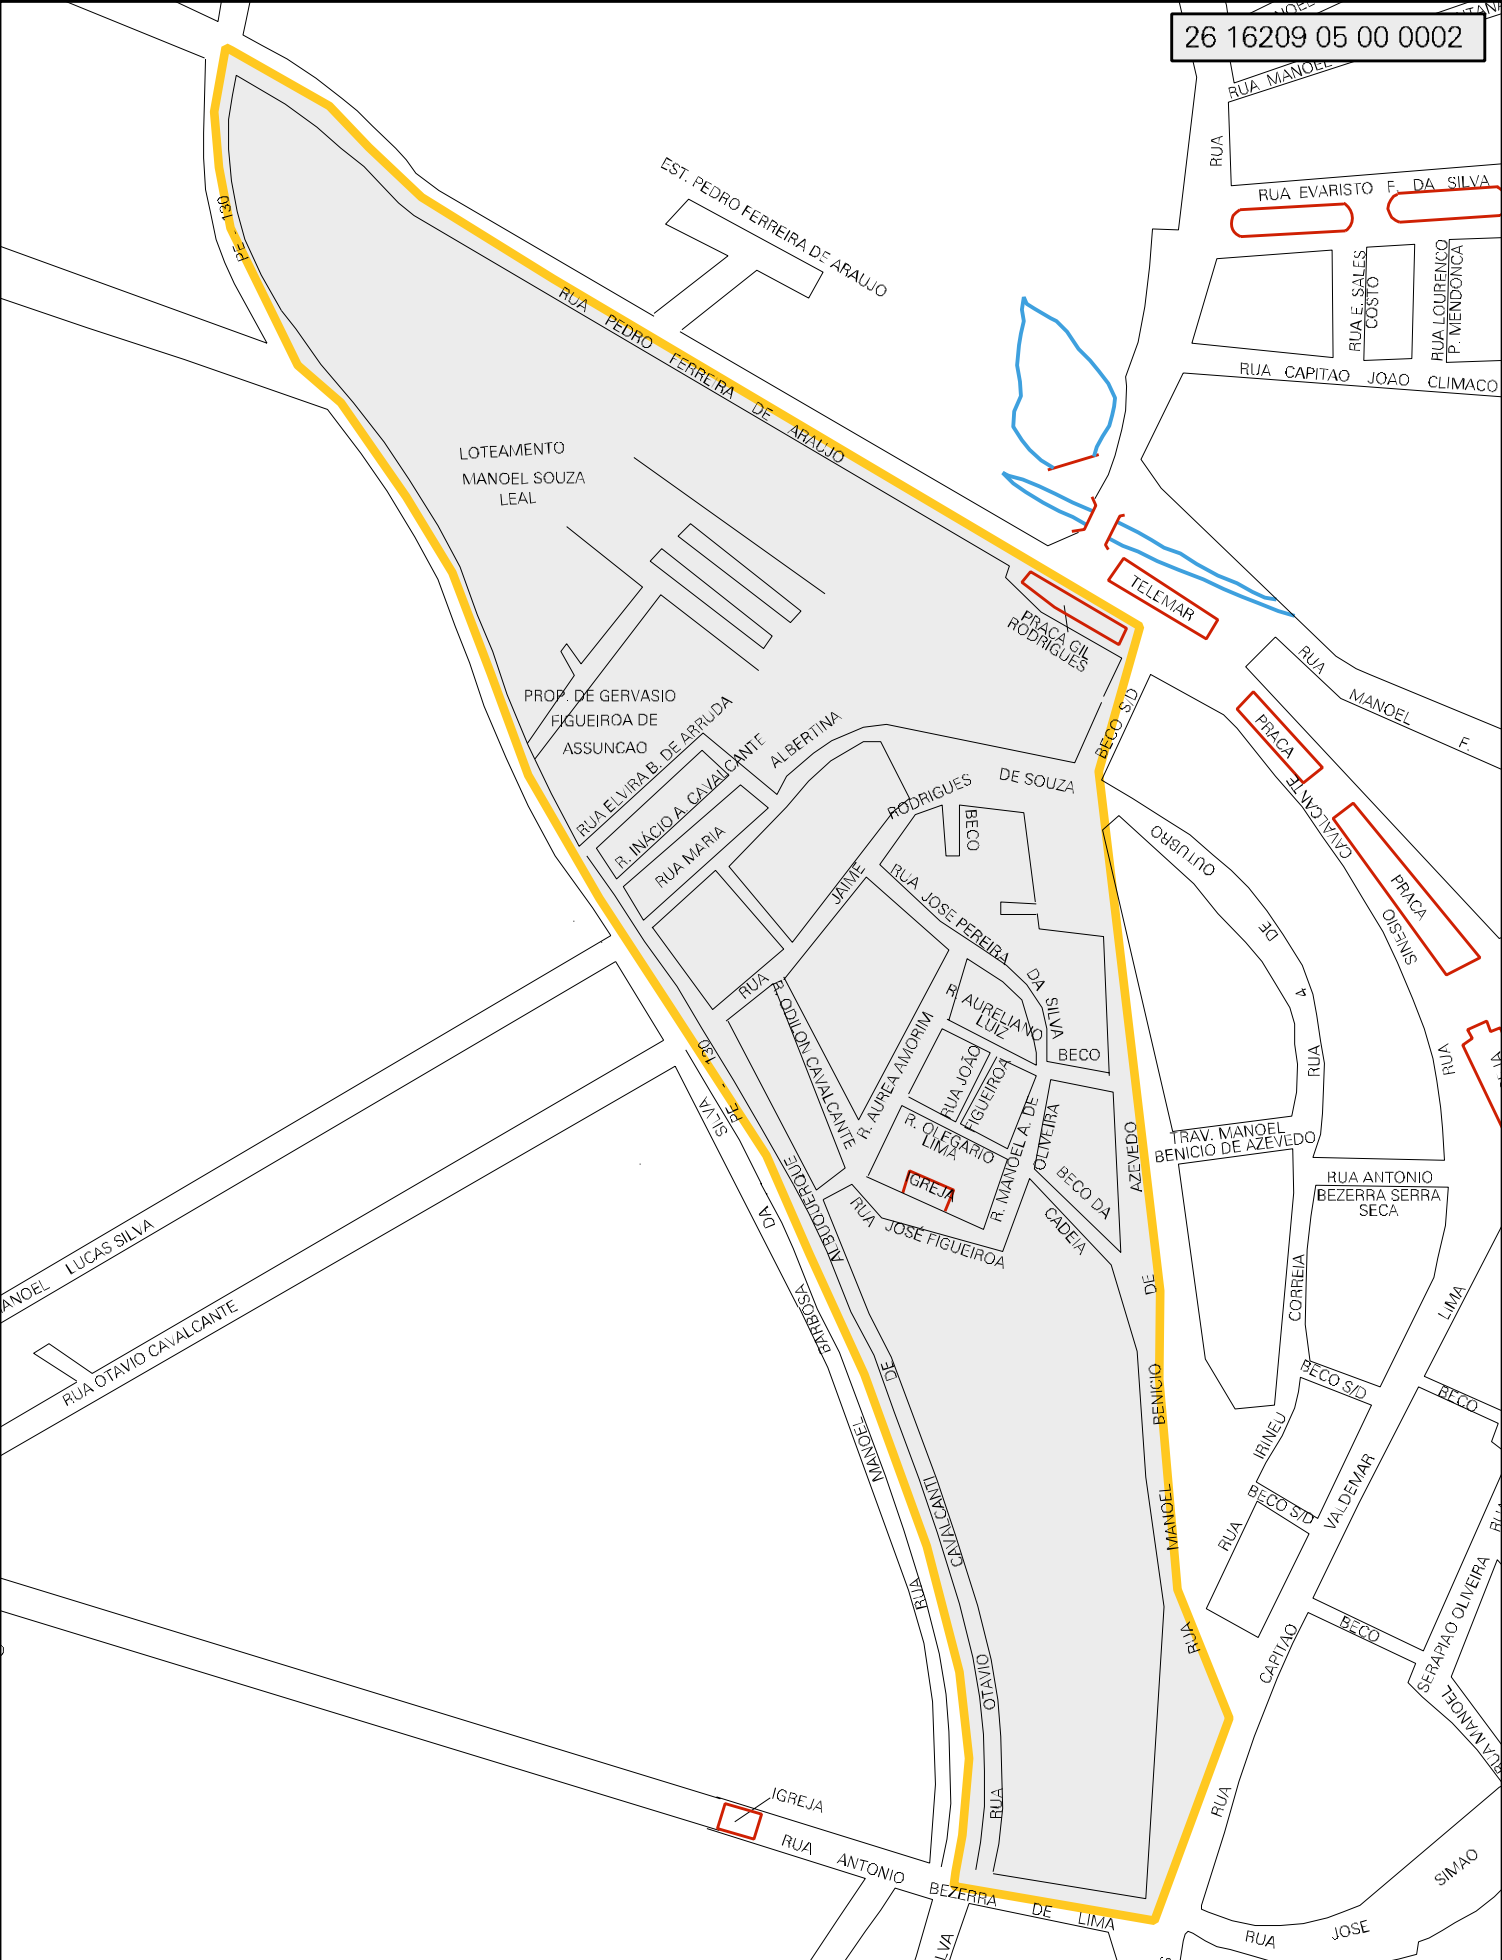 26 16209 05 00 0002
RUA MANOEL
RUA
RUA EVARISTO F. DA SILVA
EST. PEDRO FERREIRA DE ARAUJO
PE - 130
RUA E. SALES
COSTO
RUA LOURENCO
P. MENDONCA
RUA CAPITAO JOAO CLIMACO
RUA PEDRO FERREIRA DE ARAUJO
LOTEAMENTO
MANOEL SOUZA
LEAL
TELEMAR
PRACA GIL
RODRIGUES
RUA MANOEL F.
BECO S/D
PRACA
PROP. DE GERVASIO
FIGUEIROA DE
ASSUNCAO
RUA ELVIRA B. DE ARRUDA
R. INÁCIO A. CAVALCANTE
RUA MARIA ALBERTINA
DE SOUZA
RUA JAIME RODRIGUES
BECO
RUA JOSE PEREIRA DA SILVA
RUA 4 DE OUTUBRO
RUA SINESIO CAVALCANTE
PRACA
R. ODILON CAVALCANTE
R. AUREA AMORIM
R. AURELIANO
LUIZ
BECO
RUA JOÃO
FIGUEIROA
R. OLEGARIO
LIMA
R. MANOEL A. DE
OLIVEIRA
IGREJA
BECO DA
CADEIA
RUA JOSÉ FIGUEIROA
PE - 130
TRAV. MANOEL
BENICIO DE AZEVEDO
RUA ANTONIO
BEZERRA SERRA
SECA
RUA MANOEL BENICIO DE AZEVEDO
RUA MANOEL BARBOSA DA SILVA
RUA OTAVIO CAVALCANTI DE ALBUQUERQUE
ANOEL LUCAS SILVA
RUA OTAVIO CAVALCANTE
RUA IRINEU CORREIA
BECO S/D
BECO
BECO S/D
RUA CAPITAO VALDEMAR LIMA
BECO
SERAPIAO OLIVEIRA
RUA MANOEL
IGREJA
RUA ANTONIO BEZERRA DE LIMA
RUA JOSE SIMAO
LVA